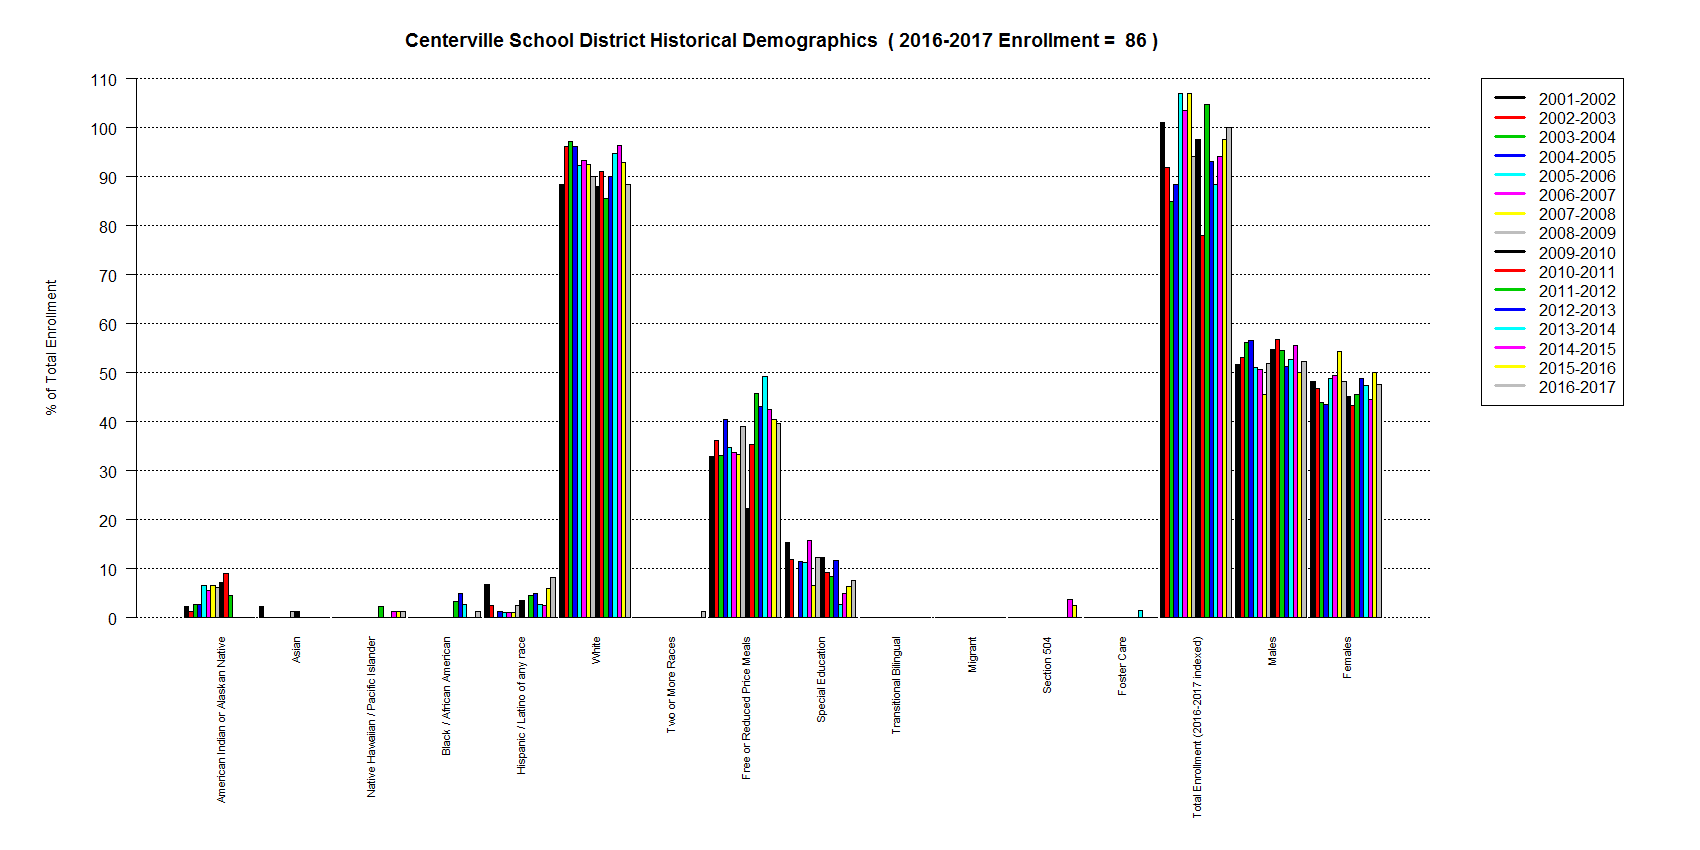 Centerville School District Historical Demographics ( 2016-2017 Enrollment = 86 )
% of Total Enrollment
110
100
90
80
70
60
50
40
30
20
10
0
American Indian or Alaskan Native
Asian
Native Hawaiian / Pacific Islander
Black / African American
Hispanic / Latino of any race
White
Two or More Races
Free or Reduced Price Meals
Special Education
Transitional Bilingual
Migrant
Section 504
Foster Care
Total Enrollment (2016-2017 indexed)
Males
Females
2001-2002
2002-2003
2003-2004
2004-2005
2005-2006
2006-2007
2007-2008
2008-2009
2009-2010
2010-2011
2011-2012
2012-2013
2013-2014
2014-2015
2015-2016
2016-2017